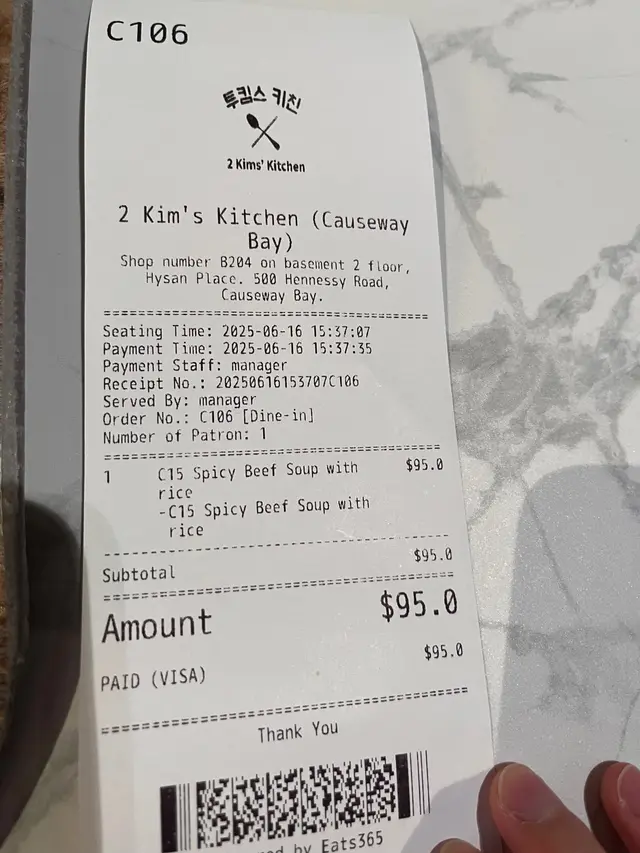 C106
투킴스 키친
2 Kims' Kitchen
2 Kim's Kitchen (Causeway
Bay)
Shop number B204 on basement 2 floor,
Hysan Place. 500 Hennessy Road,
Causeway Bay.
Seating Time: 2025-06-16 15:37:07
Payment Time: 2025-06-16 15:37:35
Payment Staff: manager
Receipt No.: 20250616153707C106
Served By: manager
Order No.: C106 [Dine-in]
Number of Patron: 1
1 C15 Spicy Beef Soup with $95.0
rice
-C15 Spicy Beef Soup with
rice
Subtotal $95.0
Amount $95.0
PAID (VISA) $95.0
Thank You
by Eats365